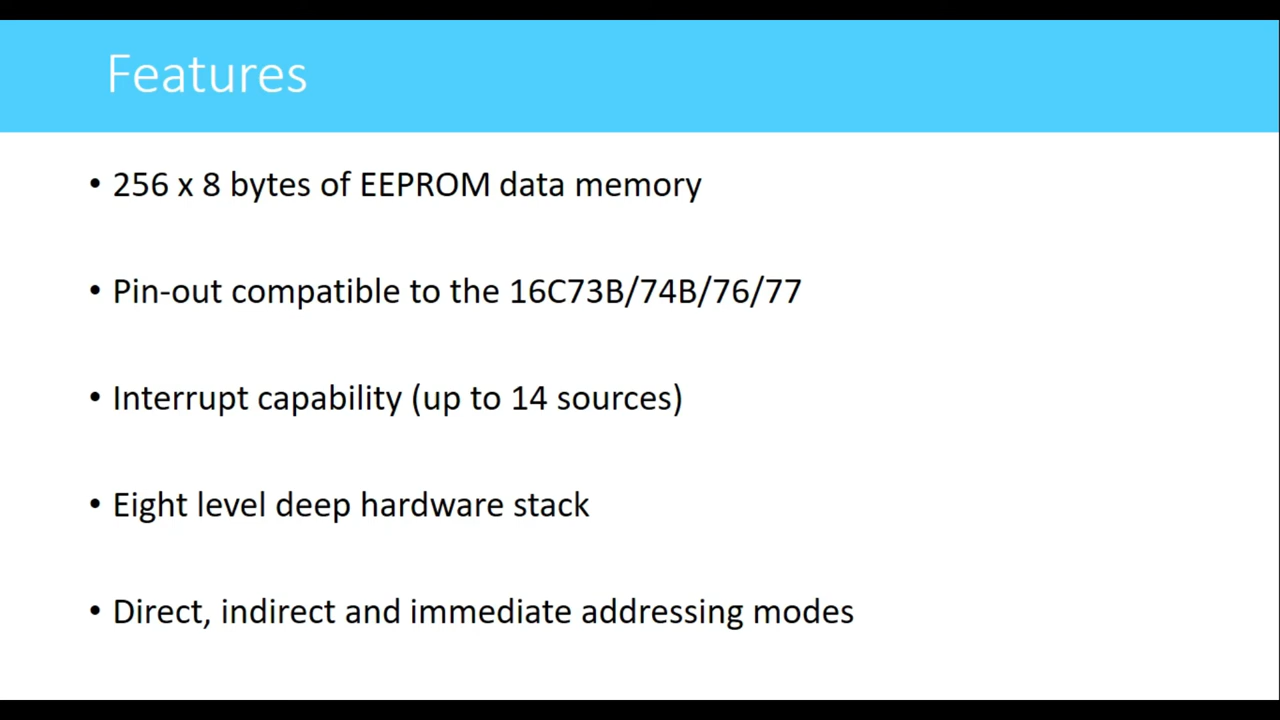 Features
• 256 x 8 bytes of EEPROM data memory
• Pin-out compatible to the 16C73B/74B/76/77
• Interrupt capability (up to 14 sources)
• Eight level deep hardware stack
• Direct, indirect and immediate addressing modes